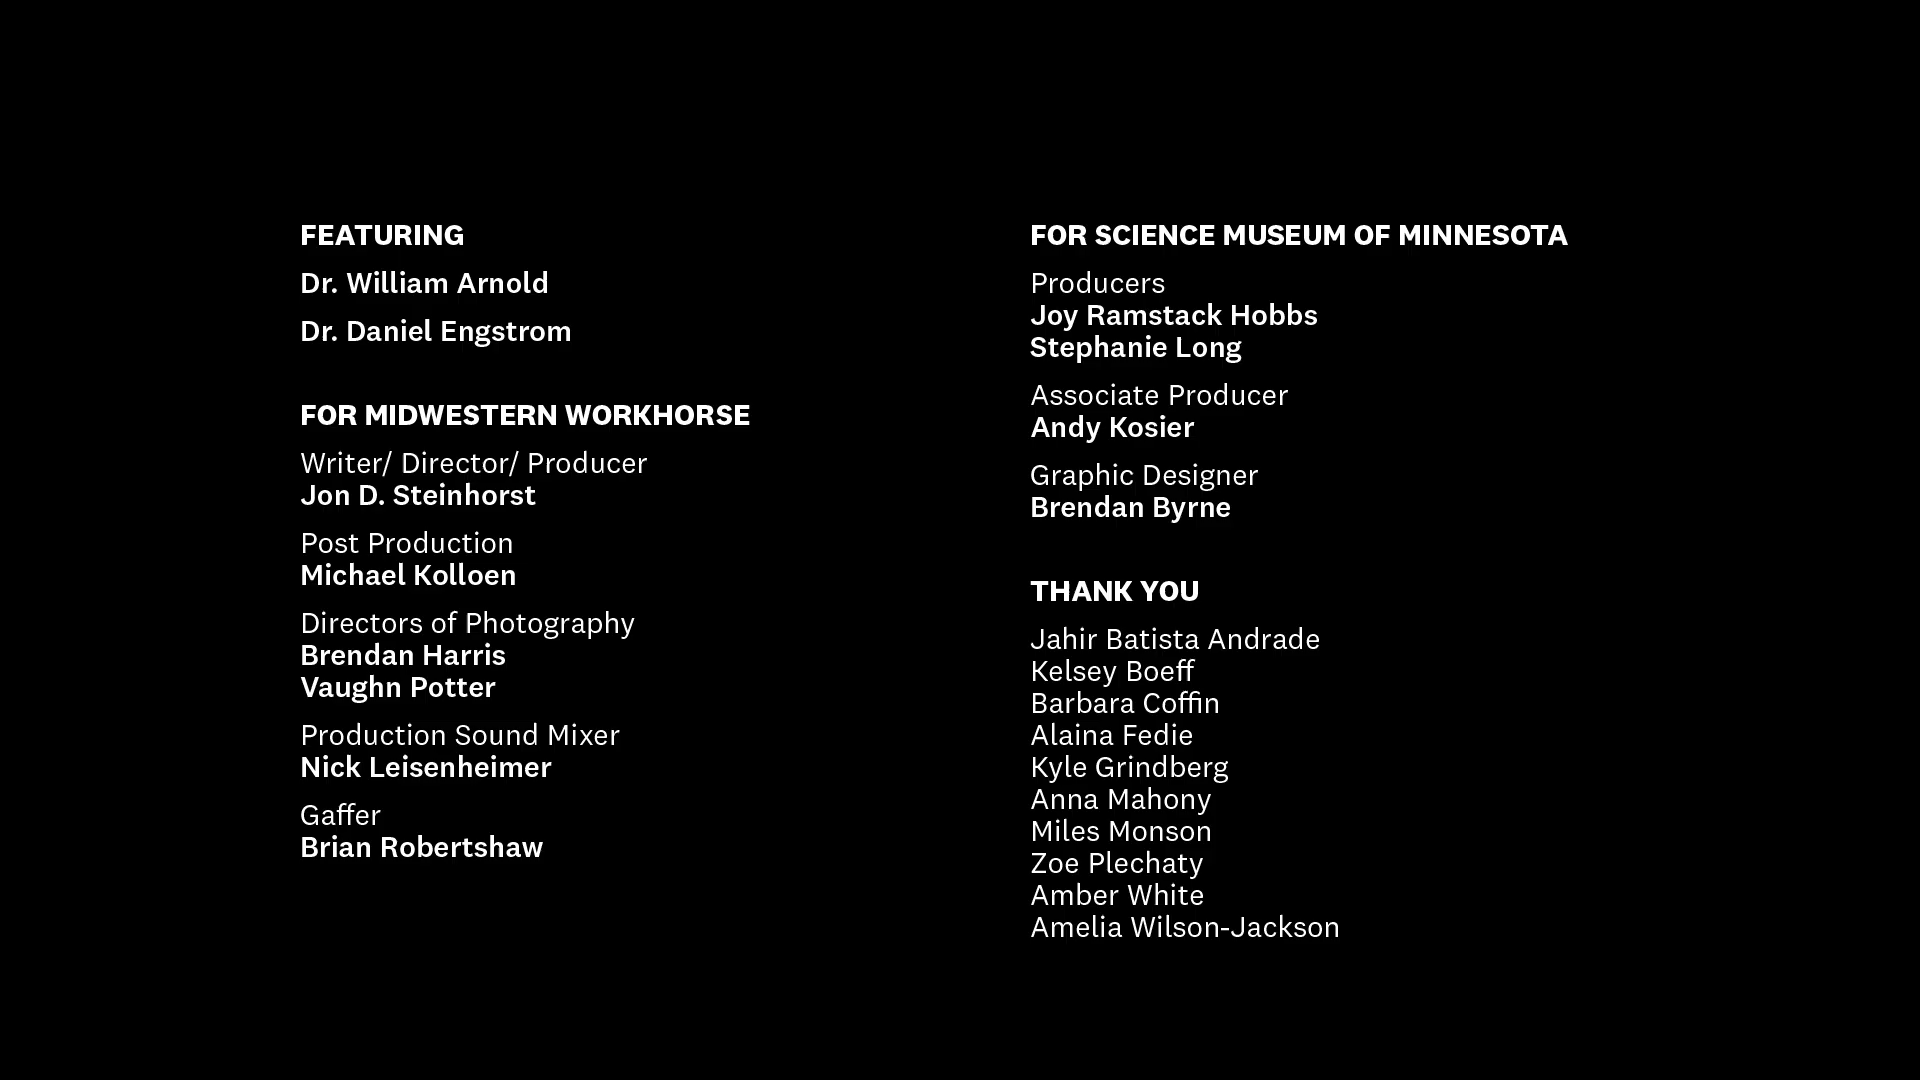 FEATURING
Dr. William Arnold
Dr. Daniel Engstrom
FOR MIDWESTERN WORKHORSE
Writer/ Director/ Producer
Jon D. Steinhorst
Post Production
Michael Kolloen
Directors of Photography
Brendan Harris
Vaughn Potter
Production Sound Mixer
Nick Leisenheimer
Gaffer
Brian Robertshaw
FOR SCIENCE MUSEUM OF MINNESOTA
Producers
Joy Ramstack Hobbs
Stephanie Long
Associate Producer
Andy Kosier
Graphic Designer
Brendan Byrne
THANK YOU
Jahir Batista Andrade
Kelsey Boeff
Barbara Coffin
Alaina Fedie
Kyle Grindberg
Anna Mahony
Miles Monson
Zoe Plechaty
Amber White
Amelia Wilson-Jackson